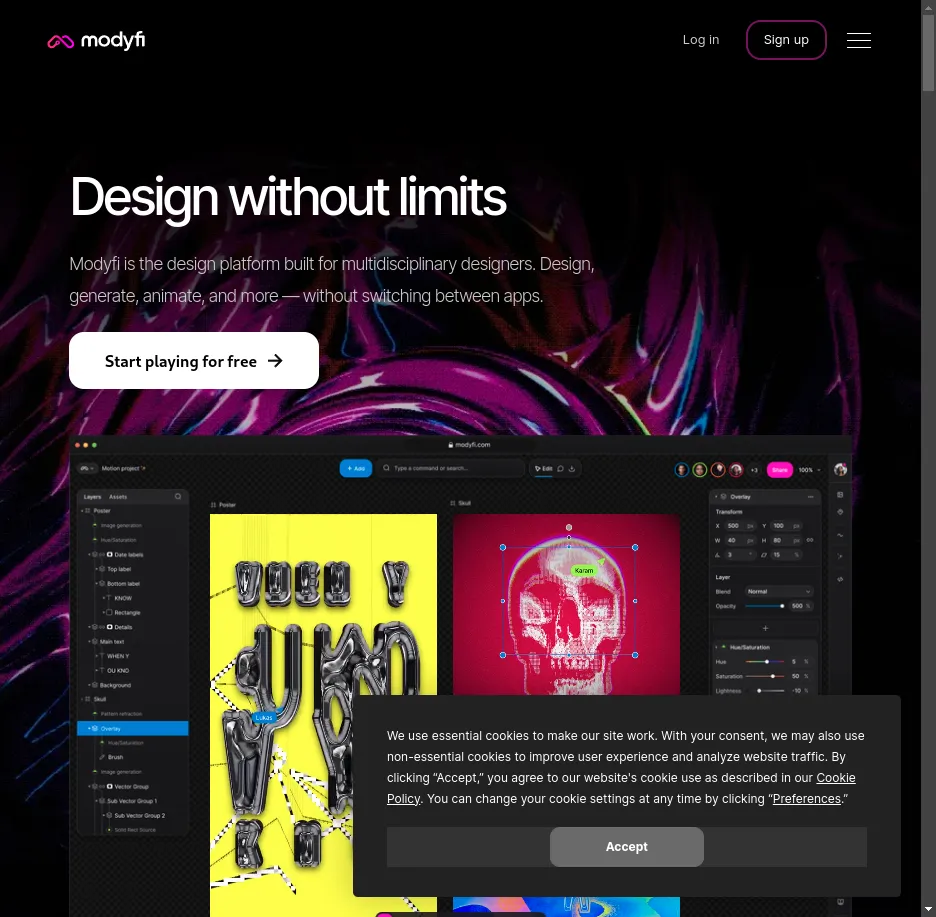 modyfi
Log in
Sign up
Design without limits
Modyfi is the design platform built for multidisciplinary designers. Design,
generate, animate, and more — without switching between apps.
Start playing for free
modyfi.com
Motion project
+ Add
Type a command or search...
Edit
+3
Share
100%
Layers Assets
Poster
Image generation
Hue/Saturation
Date labels
Top label
Bottom label
KNOW
Rectangle
Details
Main text
WHEN Y
OU KNO
Background
Skull
Pattern refraction
Overlay
Hue/Saturation
Brush
Image generation
Vector Group
Sub Vector Group 1
Sub Vector Group 2
Solid Rect Source
Poster
Lukas
Skull
Karam
Overlay
Transform
X 500 px Y 100 px
W 40 px H 80 px
3 ° 15 %
Layer
Blend Normal
Opacity 500 %
+
Hue/Saturation
Hue 5 %
Saturation 50 %
Lightness -10 %
We use essential cookies to make our site work. With your consent, we may also use
non-essential cookies to improve user experience and analyze website traffic. By
clicking “Accept,” you agree to our website's cookie use as described in our Cookie
Policy. You can change your cookie settings at any time by clicking “Preferences.”
Accept